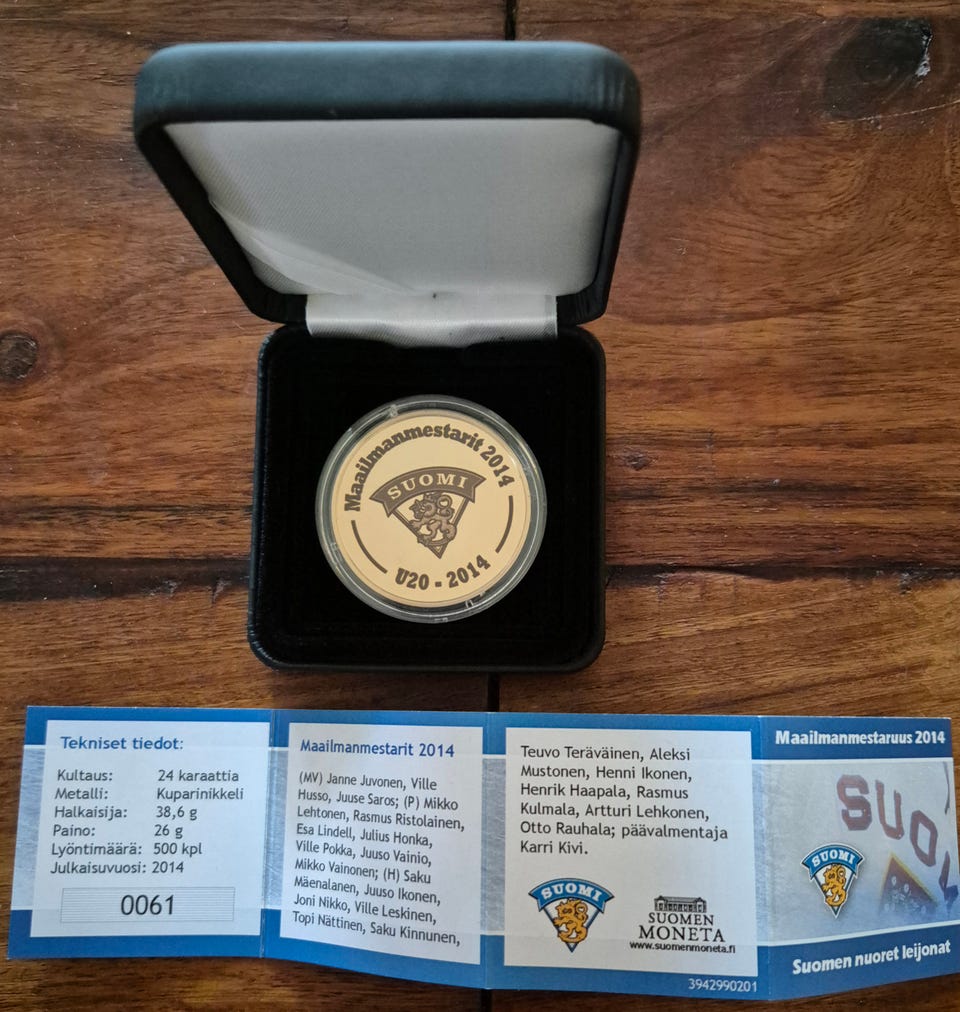 Maailmanmestarit 2014
SUOMI
U20 - 2014
Tekniset tiedot:
Kultaus: 24 karaattia
Metalli: Kuparinikkeli
Halkaisija: 38,6 g
Paino: 26 g
Lyöntimäärä: 500 kpl
Julkaisuvuosi: 2014
0061
Maailmanmestarit 2014
(MV) Janne Juvonen, Ville
Husso, Juuse Saros; (P) Mikko
Lehtonen, Rasmus Ristolainen,
Esa Lindell, Julius Honka,
Ville Pokka, Juuso Vainio,
Mikko Vainonen; (H) Saku
Mäenalanen, Juuso Ikonen,
Joni Nikko, Ville Leskinen,
Topi Nättinen, Saku Kinnunen,
Teuvo Teräväinen, Aleksi
Mustonen, Henni Ikonen,
Henrik Haapala, Rasmus
Kulmala, Artturi Lehkonen,
Otto Rauhala; päävalmentaja
Karri Kivi.
SUOMI
SUOMEN
MONETA
www.suomenmoneta.fi
3942990201
Maailmanmestaruus 2014
SUOM
SUOMI
Suomen nuoret leijonat